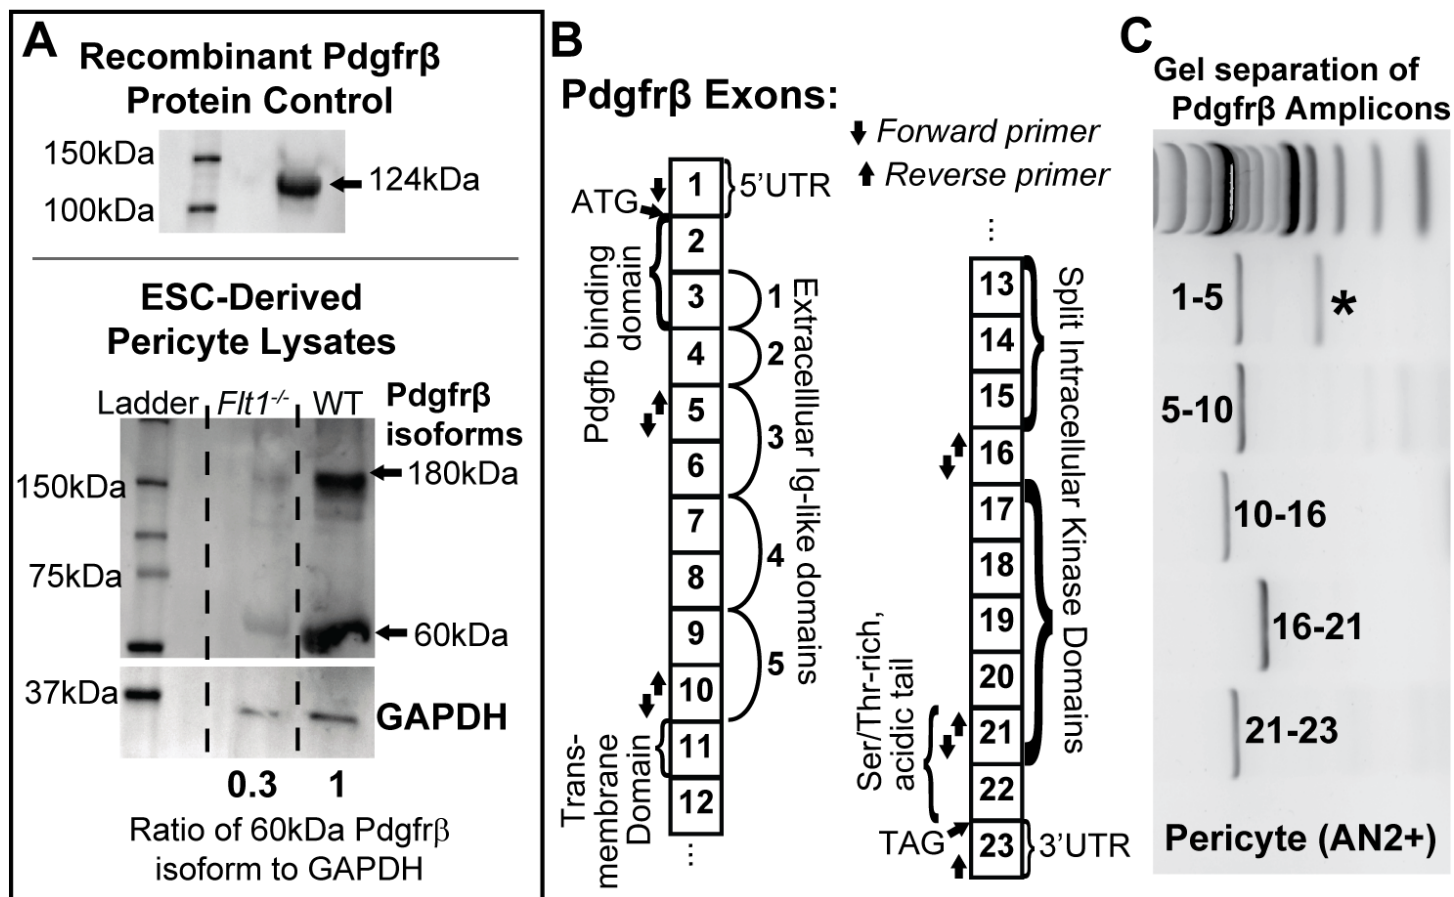 A
Recombinant Pdgfrβ
Protein Control
150kDa
124kDa
100kDa
ESC-Derived
Pericyte Lysates
Ladder
Flt1-/-
WT
Pdgfrβ
isoforms
180kDa
150kDa
75kDa
60kDa
37kDa
GAPDH
0.3
1
Ratio of 60kDa Pdgfrβ
isoform to GAPDH
B
Pdgfrβ Exons:
Forward primer
Reverse primer
1
5'UTR
ATG
2
3
4
5
6
7
8
9
10
11
12
...
Pdgfb binding
domain
1
2
3
4
5
Extracelluar Ig-like domains
Trans-
membrane
Domain
...
13
14
15
16
17
18
19
20
21
22
23
Split Intracellular Kinase Domains
Ser/Thr-rich,
acidic tail
TAG
3'UTR
C
Gel separation of
Pdgfrβ Amplicons
1-5
*
5-10
10-16
16-21
21-23
Pericyte (AN2+)